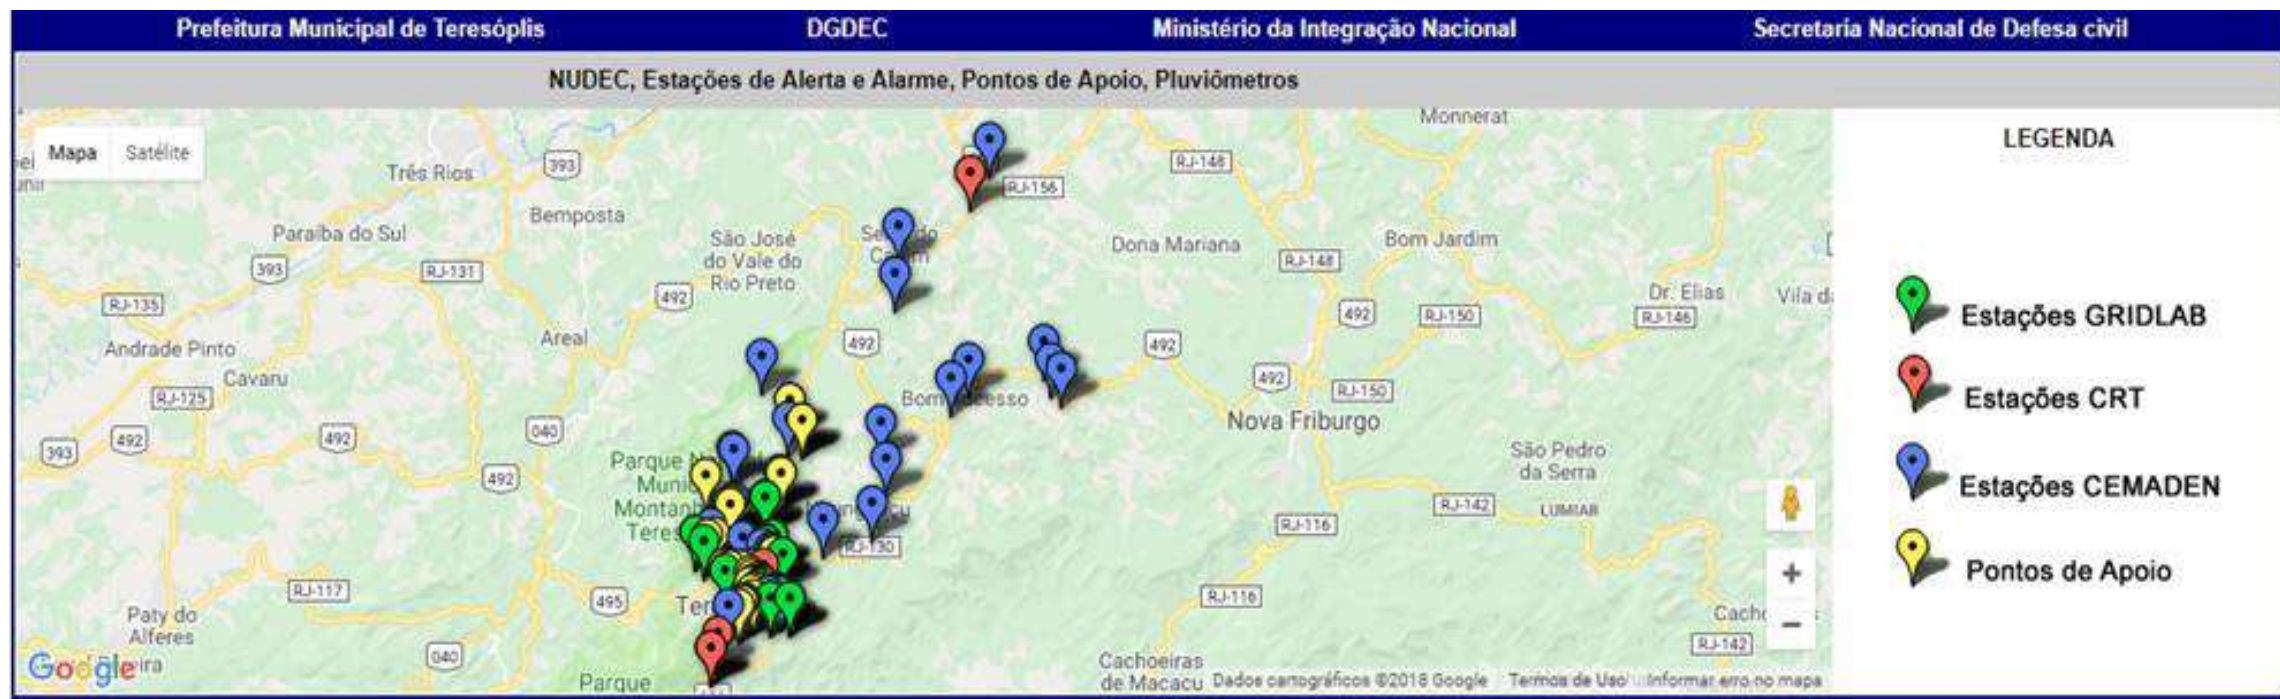 Prefeitura Municipal de Teresóplis
DGDEC
Ministério da Integração Nacional
Secretaria Nacional de Defesa civil
NUDEC, Estações de Alerta e Alarme, Pontos de Apoio, Pluviômetros
Mapa
Satélite
LEGENDA
Estações GRIDLAB
Estações CRT
Estações CEMADEN
Pontos de Apoio
Monnerat
Três Rios
393
RJ-148
RJ-156
Bemposta
Paraíba do Sul
São José
do Vale do
Rio Preto
Dona Mariana
Bom Jardim
393
RJ-131
RJ-148
492
Dr. Elias
Vila d
RJ-135
492
RJ-150
RJ-146
Andrade Pinto
Areal
492
492
Cavaru
492
RJ-150
RJ-125
Nova Friburgo
492
492
040
393
São Pedro
da Serra
Parque
492
RJ-142
LUMIAR
RJ-116
RJ-130
RJ-117
495
RJ-116
Paty do
Alferes
RJ-142
040
Google
Parque
Cachoeiras
de Macacu
Dados cartográficos ©2018 Google
Termos de Uso
Informar erro no mapa